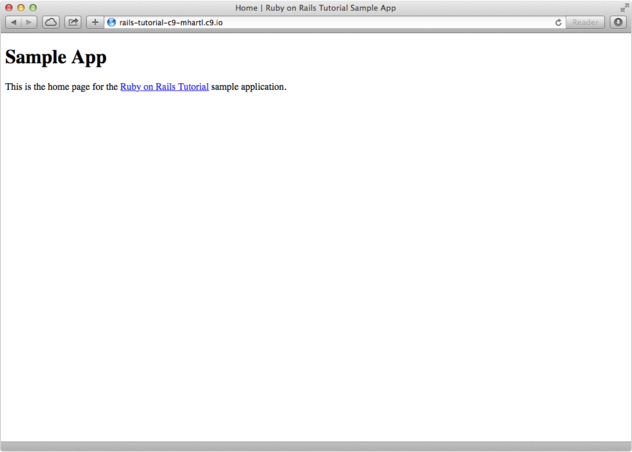 Home | Ruby on Rails Tutorial Sample App
rails-tutorial-c9-mhartl.c9.io
Reader
Sample App
This is the home page for the Ruby on Rails Tutorial sample application.